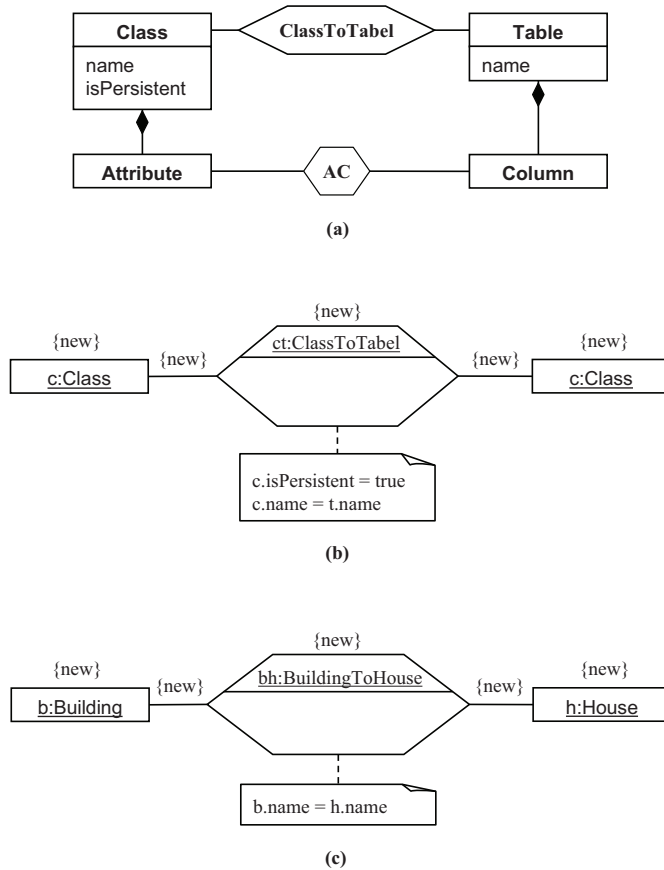 Class
ClassToTabel
Table
name
isPersistent
name
Attribute
AC
Column
(a)
{new}
{new}
{new}
{new}
{new}
c:Class
ct:ClassToTabel
c:Class
c.isPersistent = true
c.name = t.name
(b)
{new}
{new}
{new}
{new}
{new}
b:Building
bh:BuildingToHouse
h:House
b.name = h.name
(c)